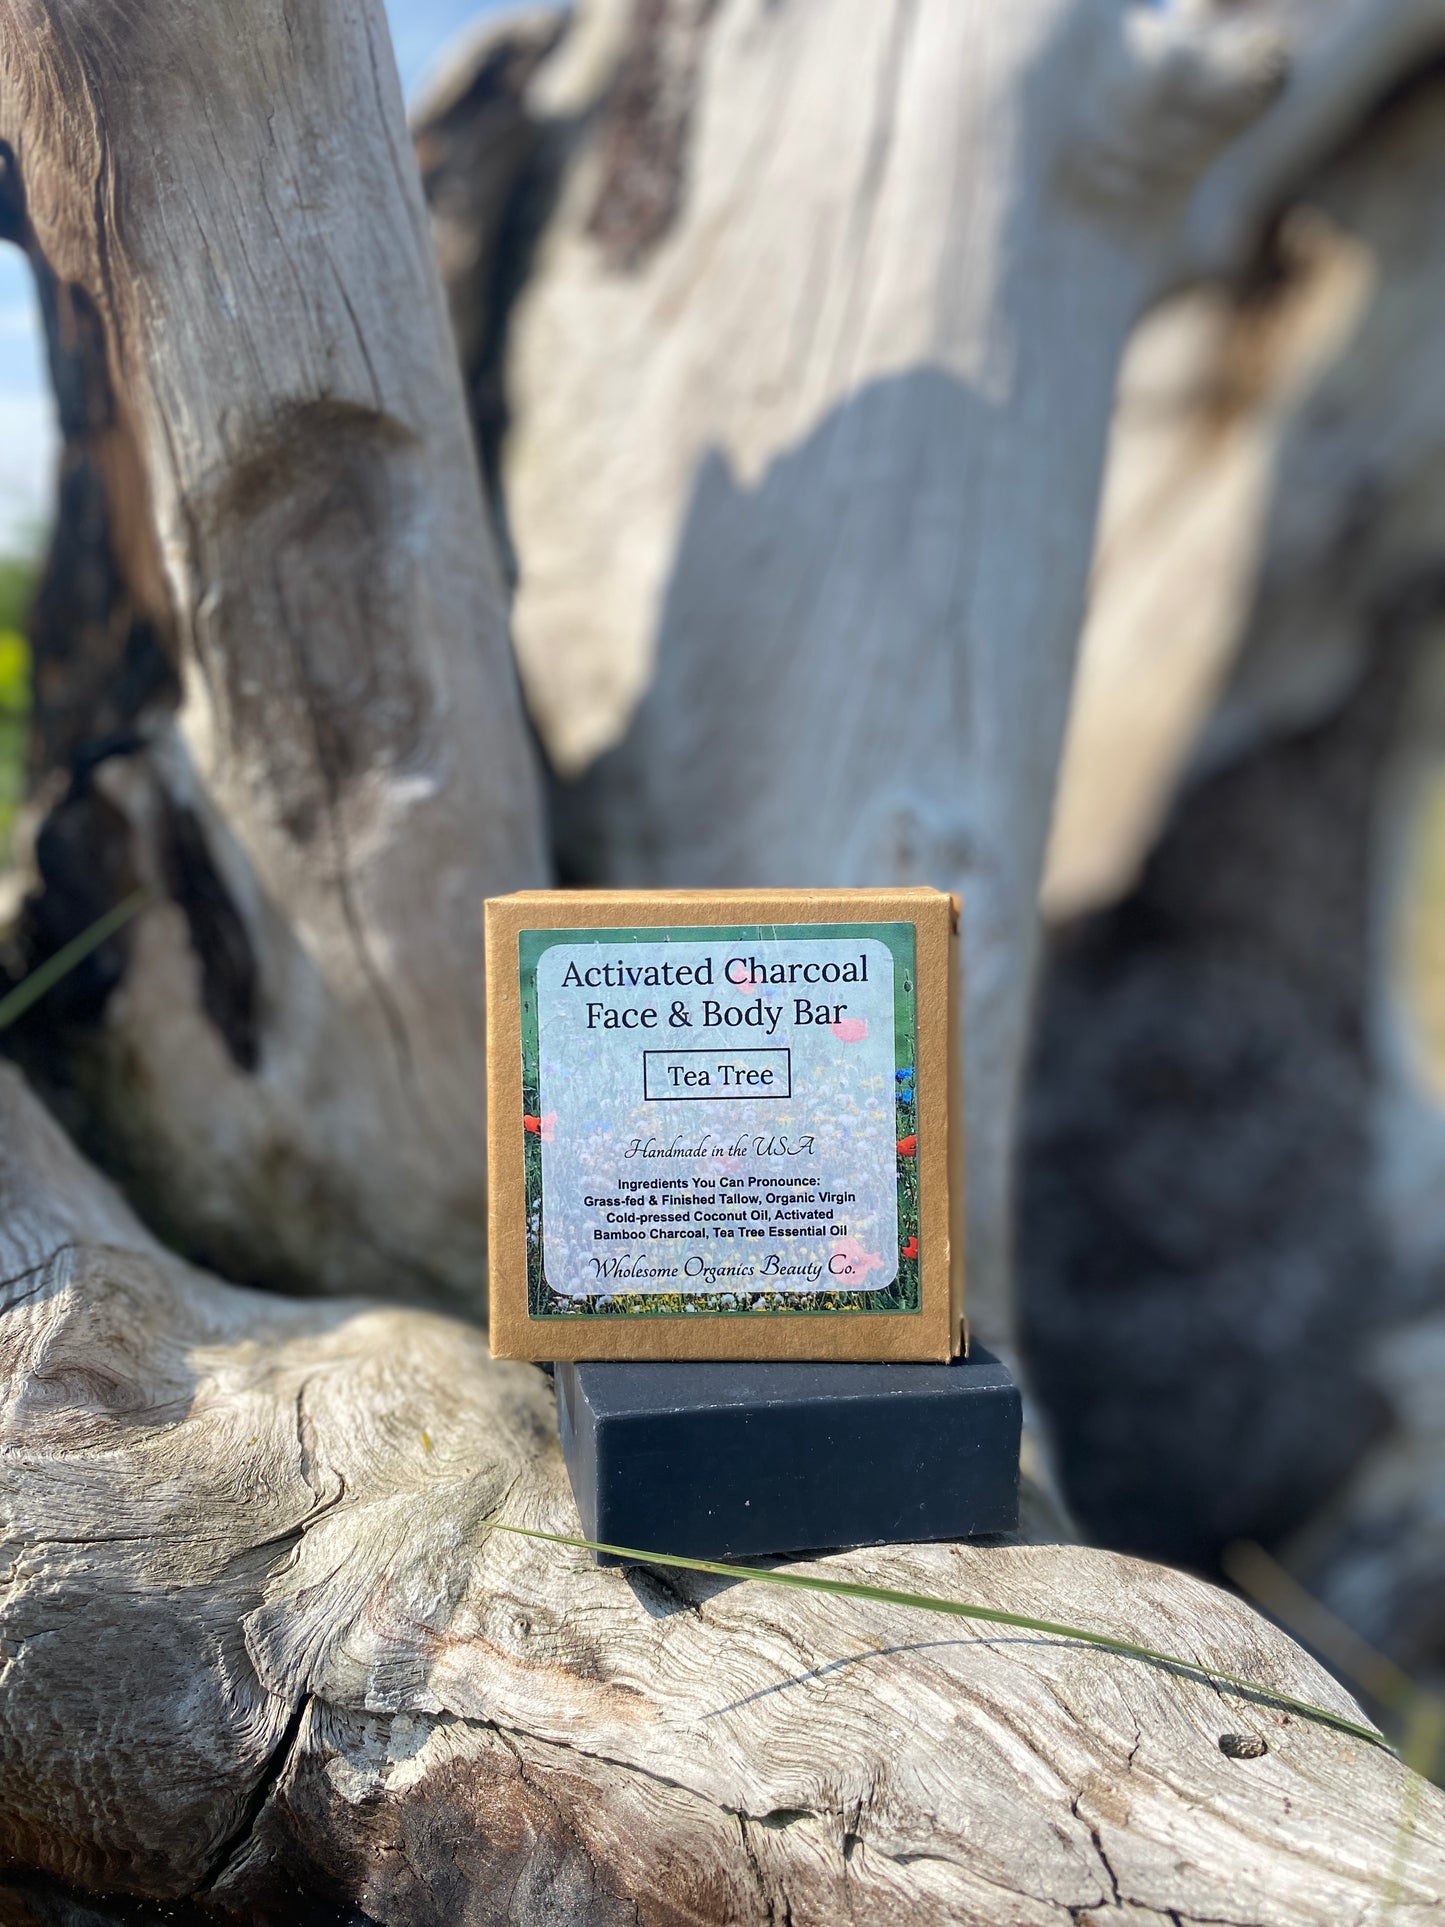 Activated Charcoal
Face & Body Bar
Tea Tree
Handmade in the USA
Ingredients You Can Pronounce:
Grass-fed & Finished Tallow, Organic Virgin
Cold-pressed Coconut Oil, Activated
Bamboo Charcoal, Tea Tree Essential Oil
Wholesome Organics Beauty Co.